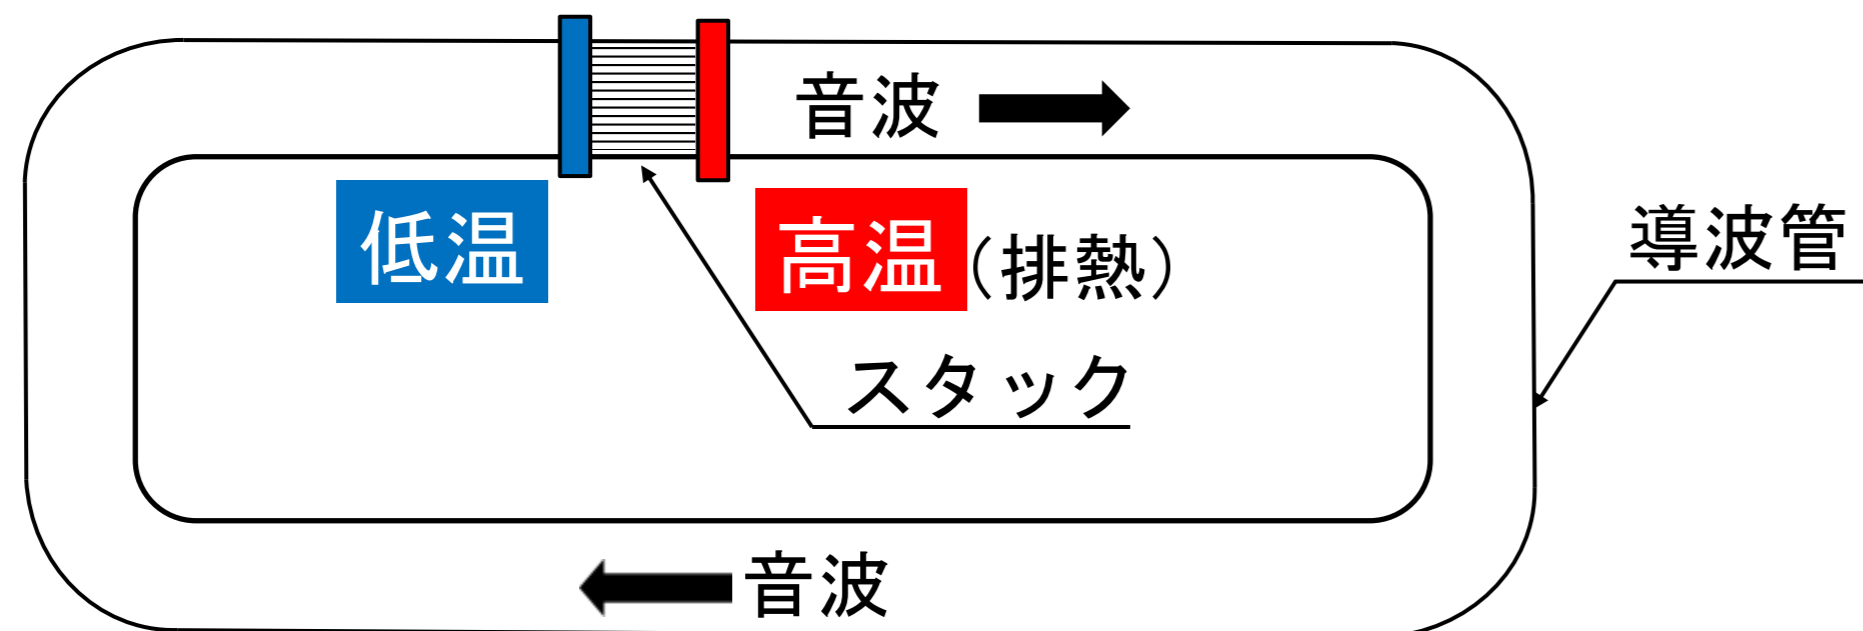 音波
低温
高温(排熱)
導波管
スタック
音波